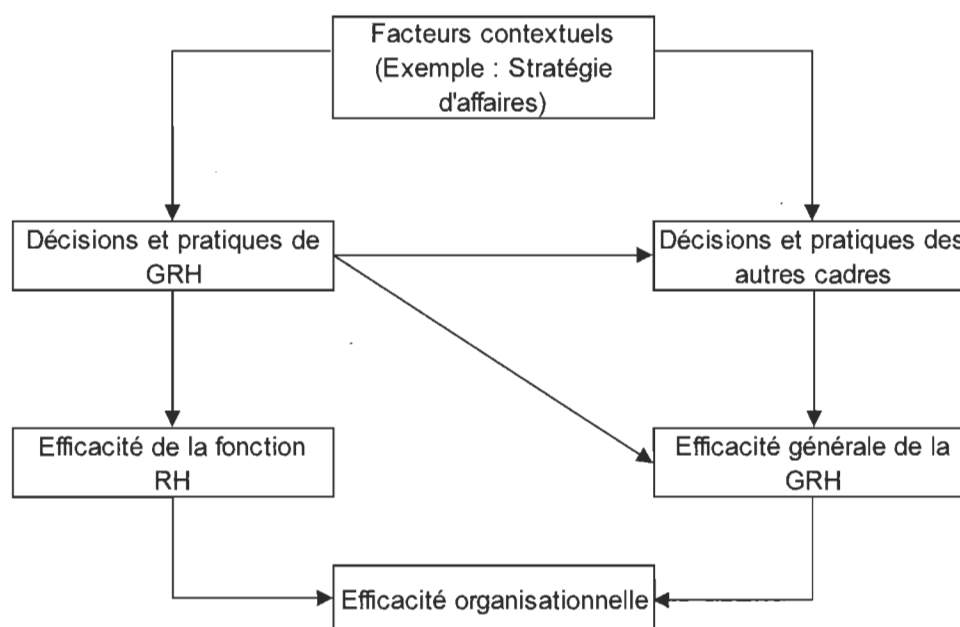 Facteurs contextuels
(Exemple : Stratégie
d'affaires)
Décisions et pratiques de
GRH
Décisions et pratiques des
autres cadres
Efficacité de la fonction
RH
Efficacité générale de la
GRH
Efficacité organisationnelle